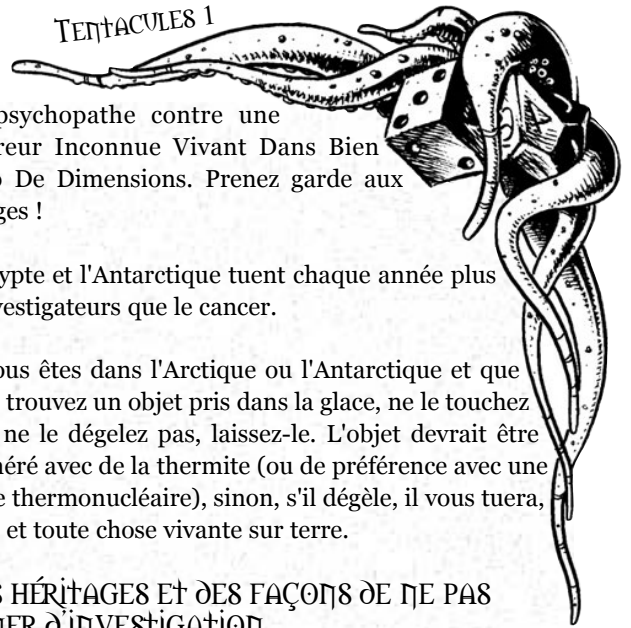 TENTACULES 1
psychopathe contre une
reur Inconnue Vivant Dans Bien
De Dimensions. Prenez garde aux
ges !
ypte et l'Antarctique tuent chaque année plus
vestigateurs que le cancer.
ous êtes dans l'Arctique ou l'Antarctique et que
trouvez un objet pris dans la glace, ne le touchez
ne le dégelez pas, laissez-le. L'objet devrait être
néré avec de la thermite (ou de préférence avec une
e thermonucléaire), sinon, s'il dégèle, il vous tuera,
et toute chose vivante sur terre.
S HÉRITAGES ET DES FAÇONS DE NE PAS
NER D'INVESTIGATION